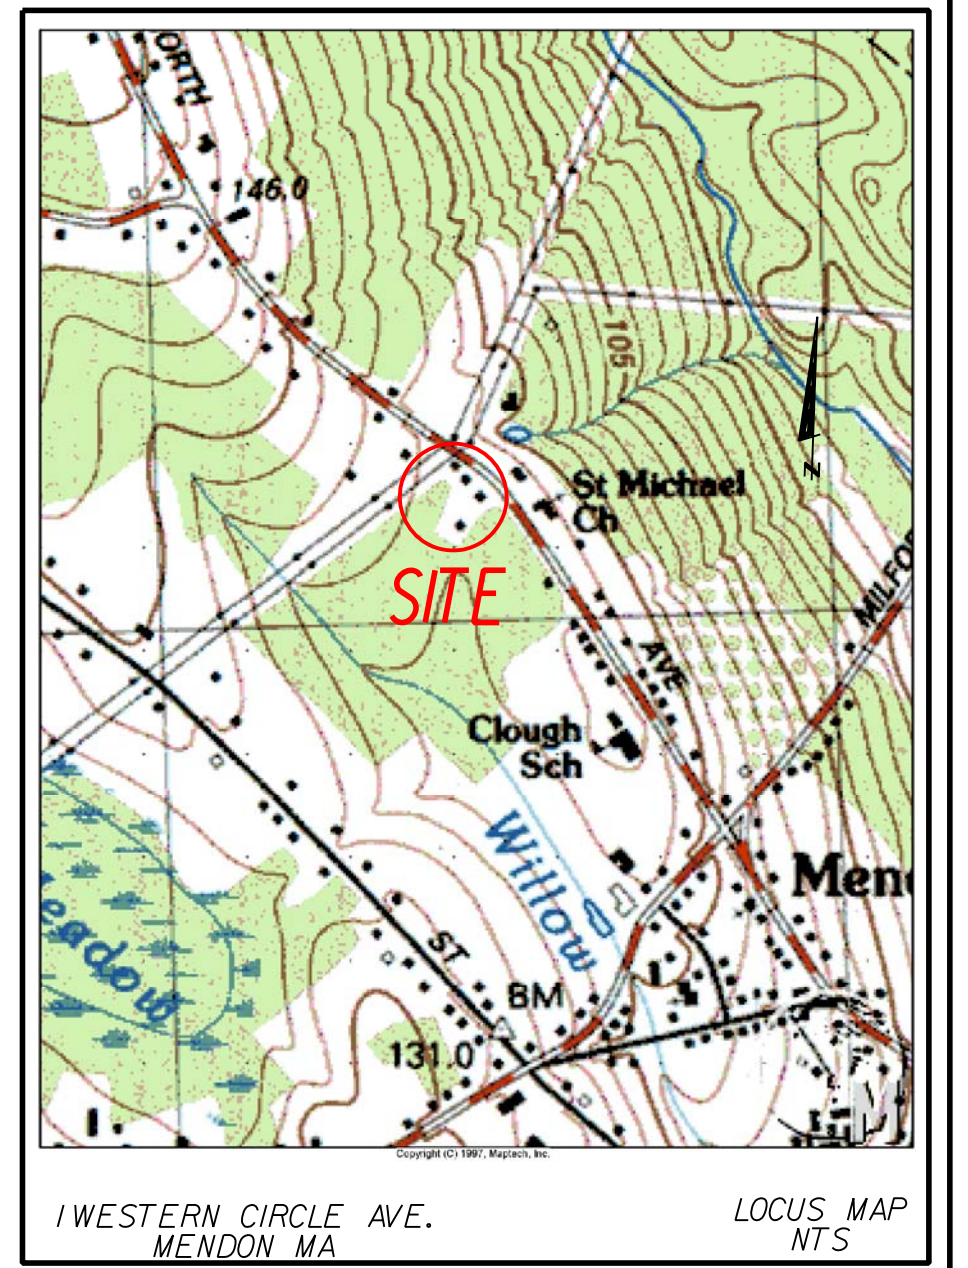 ORTH
146.0
105
St Michael
Ch
MILFO
SITE
AVE
Clough
Sch
Willow
Men
eadow
ST
BM
131.0
M
N
Copyright (C) 1997, Maptech, Inc.
1 WESTERN CIRCLE AVE.
MENDON MA
LOCUS MAP
NTS